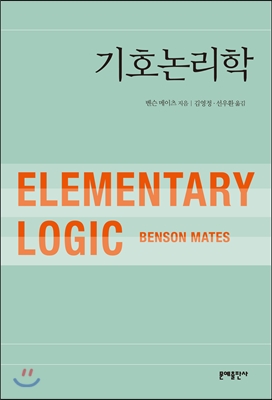 기호논리학
벤슨 메이츠 지음 | 김영정 · 선우환 옮김
ELEMENTARY
LOGIC BENSON MATES
문예출판사
yes24